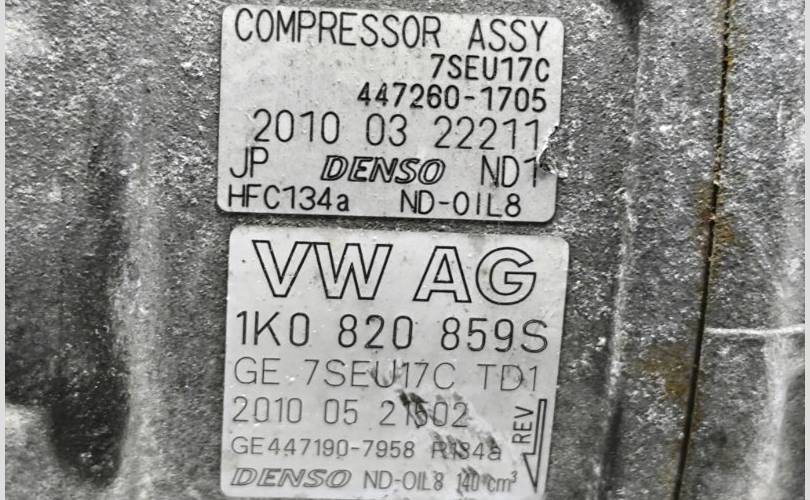 COMPRESSOR ASSY
7SEU17C
447260-1705
2010 03 22211
JP DENSO ND1
HFC134a ND-OIL8
VW AG
1K0 820 859S
GE 7SEU17C TD1
2010 05 21502
REV
GE447190-7958 R134a
DENSO ND-OIL8 140 cm³